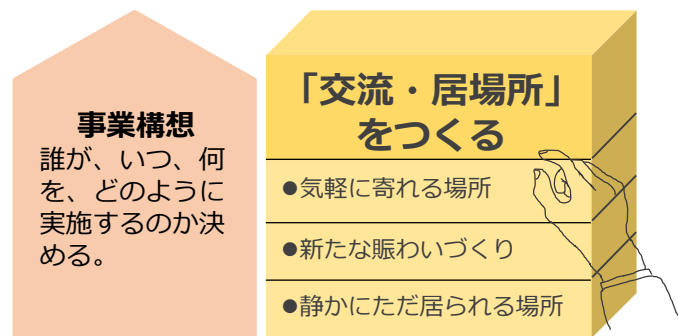 事業構想
誰が、いつ、何
を、どのように
実施するのか決
める。
「交流・居場所」
をつくる
●気軽に寄れる場所
●新たな賑わいづくり
●静かにただ居られる場所